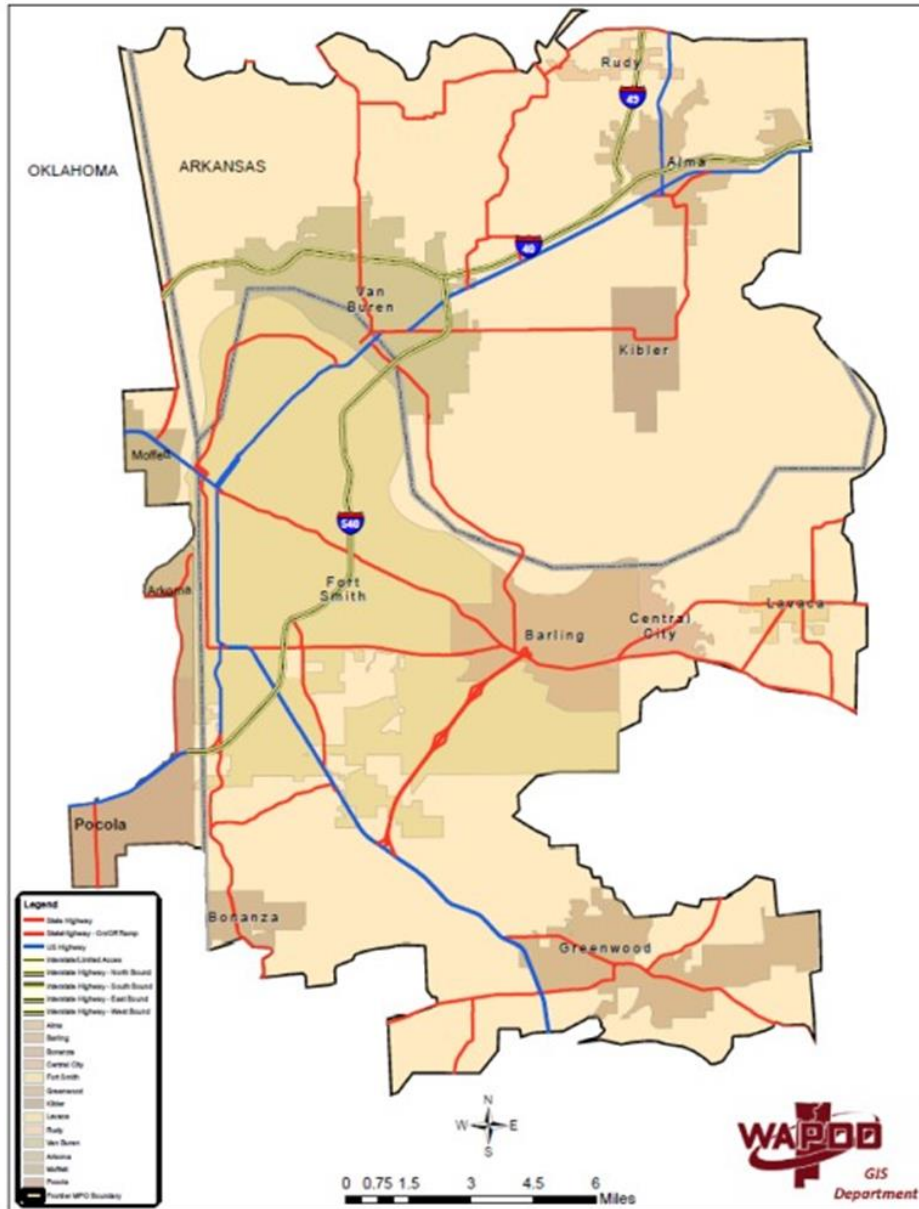 Rudy
49
Alma
OKLAHOMA
ARKANSAS
40
Van
Buren
Kibler
Moffett
540
Fort
Smith
Arkoma
Barling
Central
City
Lavaca
Pocola
Bonanza
Greenwood
Legend
State Highway
State Highway - On/Off Ramp
US Highway
Interstate/Limited Access
Interstate Highway - North Bound
Interstate Highway - South Bound
Interstate Highway - East Bound
Interstate Highway - West Bound
Alma
Barling
Bonanza
Central City
Fort Smith
Greenwood
Kibler
Lavaca
Rudy
Van Buren
Arkoma
Moffett
Pocola
Frontier MPO Boundary
N
W E
S
0 0.75 1.5 3 4.5 6
Miles
WAPDD
GIS
Department